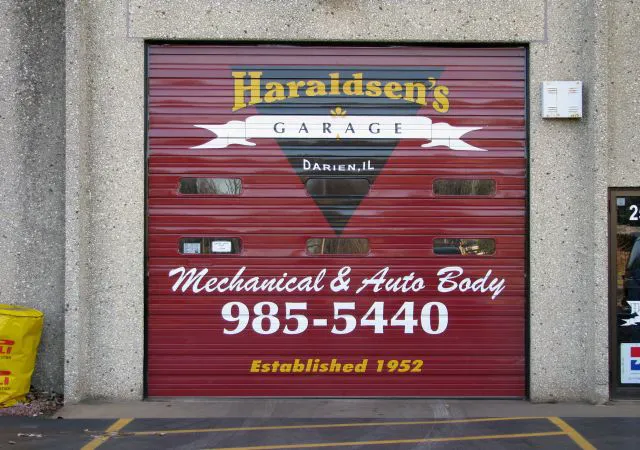 Haraldsen's
GARAGE
DARIEN, IL
Mechanical & Auto Body
985-5440
Established 1952